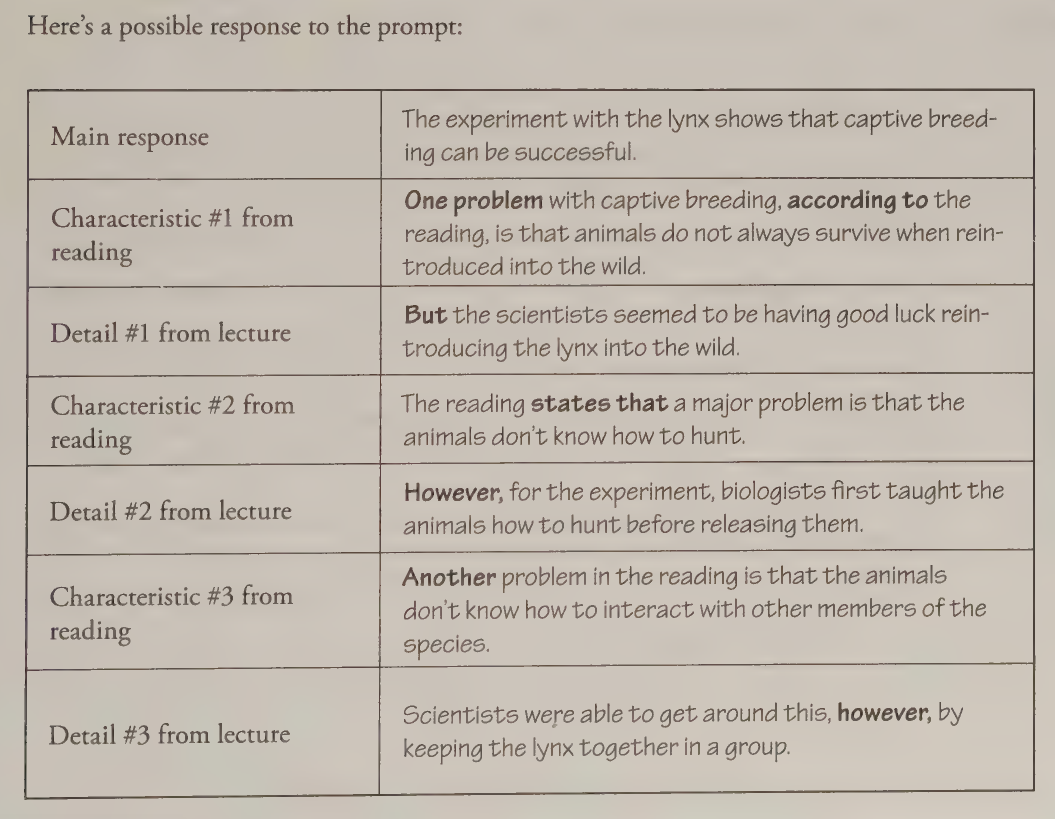 Here's a possible response to the prompt:
Main response
The experiment with the lynx shows that captive breed-
ing can be successful.
Characteristic #1 from
reading
One problem with captive breeding, according to the
reading, is that animals do not always survive when rein-
troduced into the wild.
Detail #1 from lecture
But the scientists seemed to be having good luck rein-
troducing the lynx into the wild.
Characteristic #2 from
reading
The reading states that a major problem is that the
animals don't know how to hunt.
Detail #2 from lecture
However, for the experiment, biologists first taught the
animals how to hunt before releasing them.
Characteristic #3 from
reading
Another problem in the reading is that the animals
don't know how to interact with other members of the
species.
Detail #3 from lecture
Scientists were able to get around this, however, by
keeping the lynx together in a group.